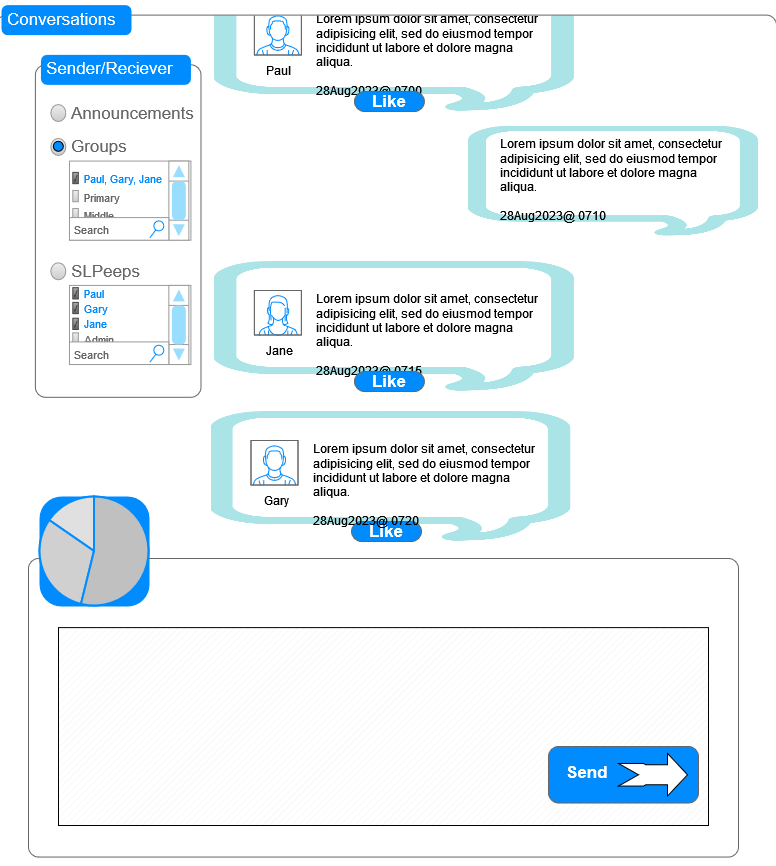 Conversations
Sender/Reciever
Announcements
Groups
Paul, Gary, Jane
Primary
Middle
Search
SLPeeps
Paul
Gary
Jane
Admin
Search
Lorem ipsum dolor sit amet, consectetur
adipisicing elit, sed do eiusmod tempor
incididunt ut labore et dolore magna
aliqua.
Paul
28Aug2023@ 0700
Like
Lorem ipsum dolor sit amet, consectetur
adipisicing elit, sed do eiusmod tempor
incididunt ut labore et dolore magna
aliqua.
28Aug2023@ 0710
Lorem ipsum dolor sit amet, consectetur
adipisicing elit, sed do eiusmod tempor
incididunt ut labore et dolore magna
aliqua.
Jane
28Aug2023@ 0715
Like
Lorem ipsum dolor sit amet, consectetur
adipisicing elit, sed do eiusmod tempor
incididunt ut labore et dolore magna
aliqua.
Gary
28Aug2023@ 0720
Like
Send